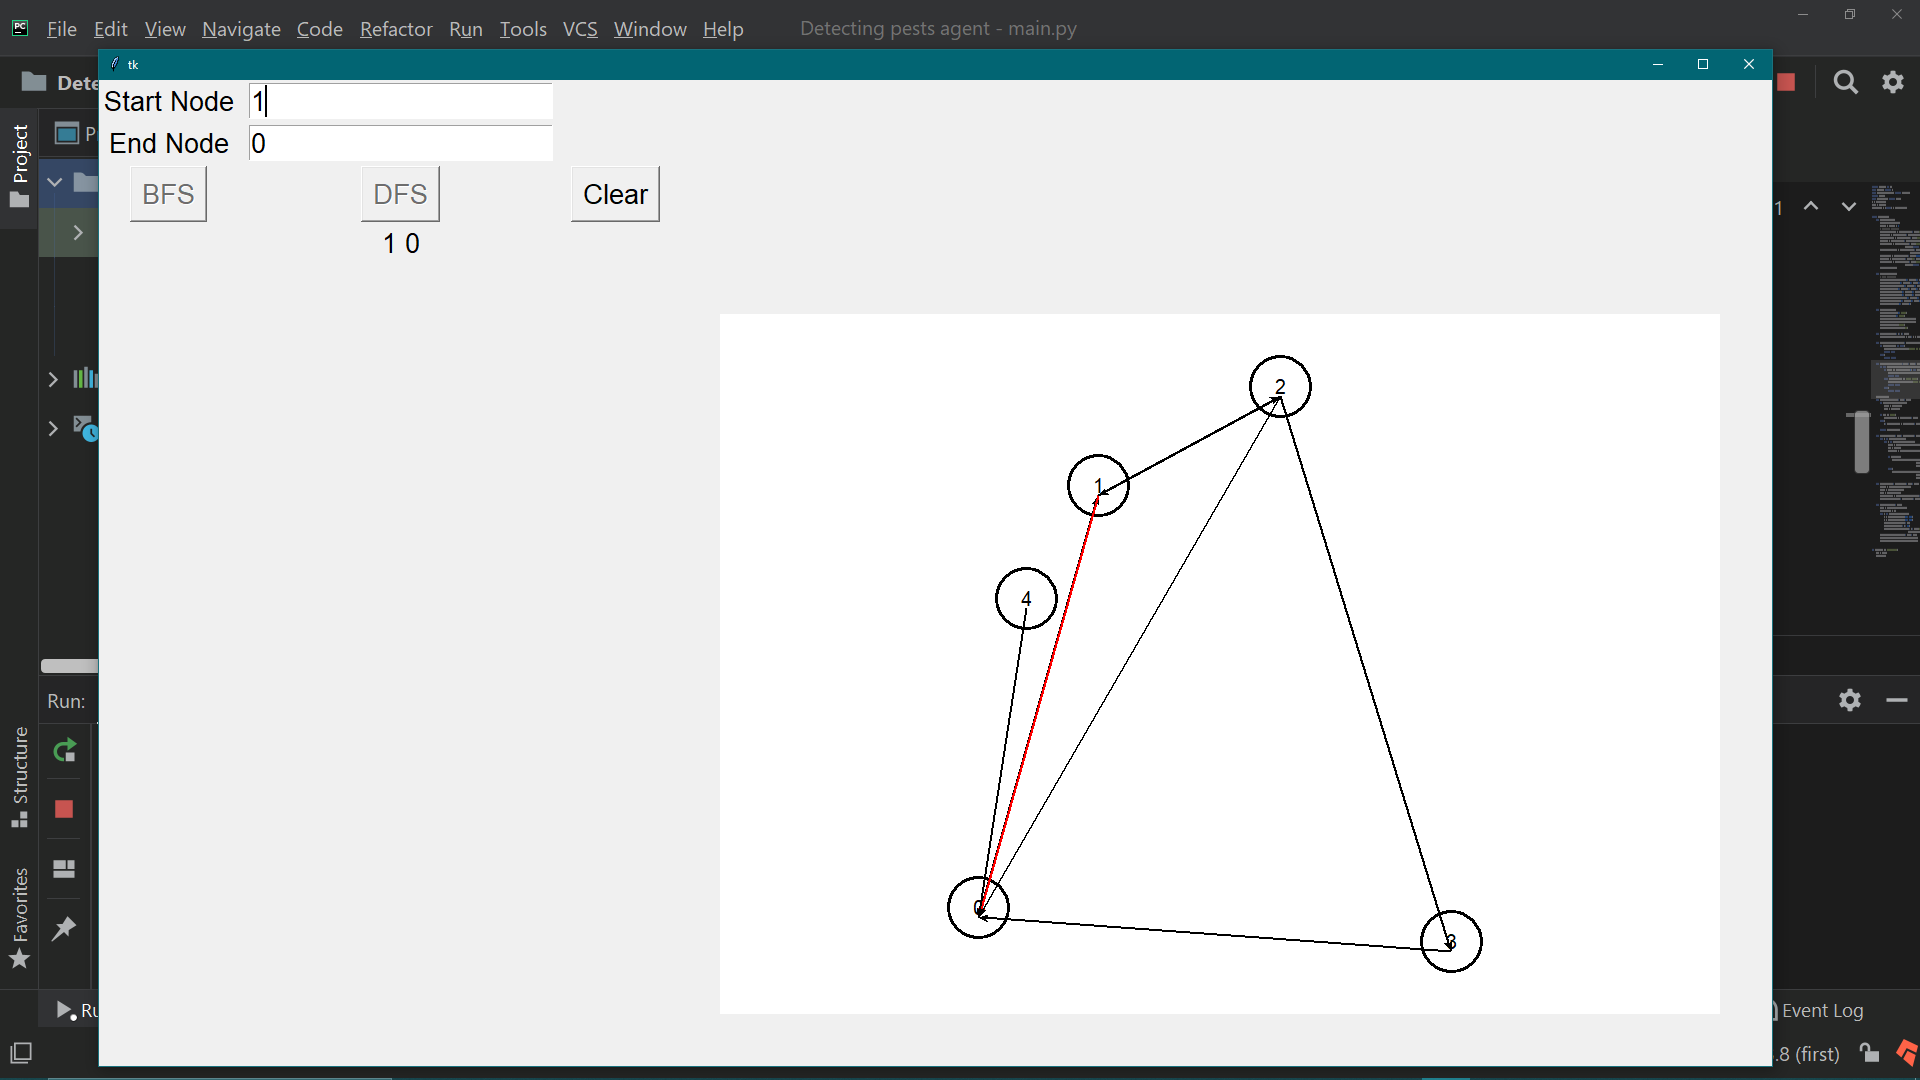 PC File Edit View Navigate Code Refactor Run Tools VCS Window Help Detecting pests agent - main.py
tk
Dete
Start Node 1
End Node 0
BFS DFS Clear
1 0
Project
P
1
2
1
4
0
3
Run:
Structure
Favorites
Ru
Event Log
.8 (first)